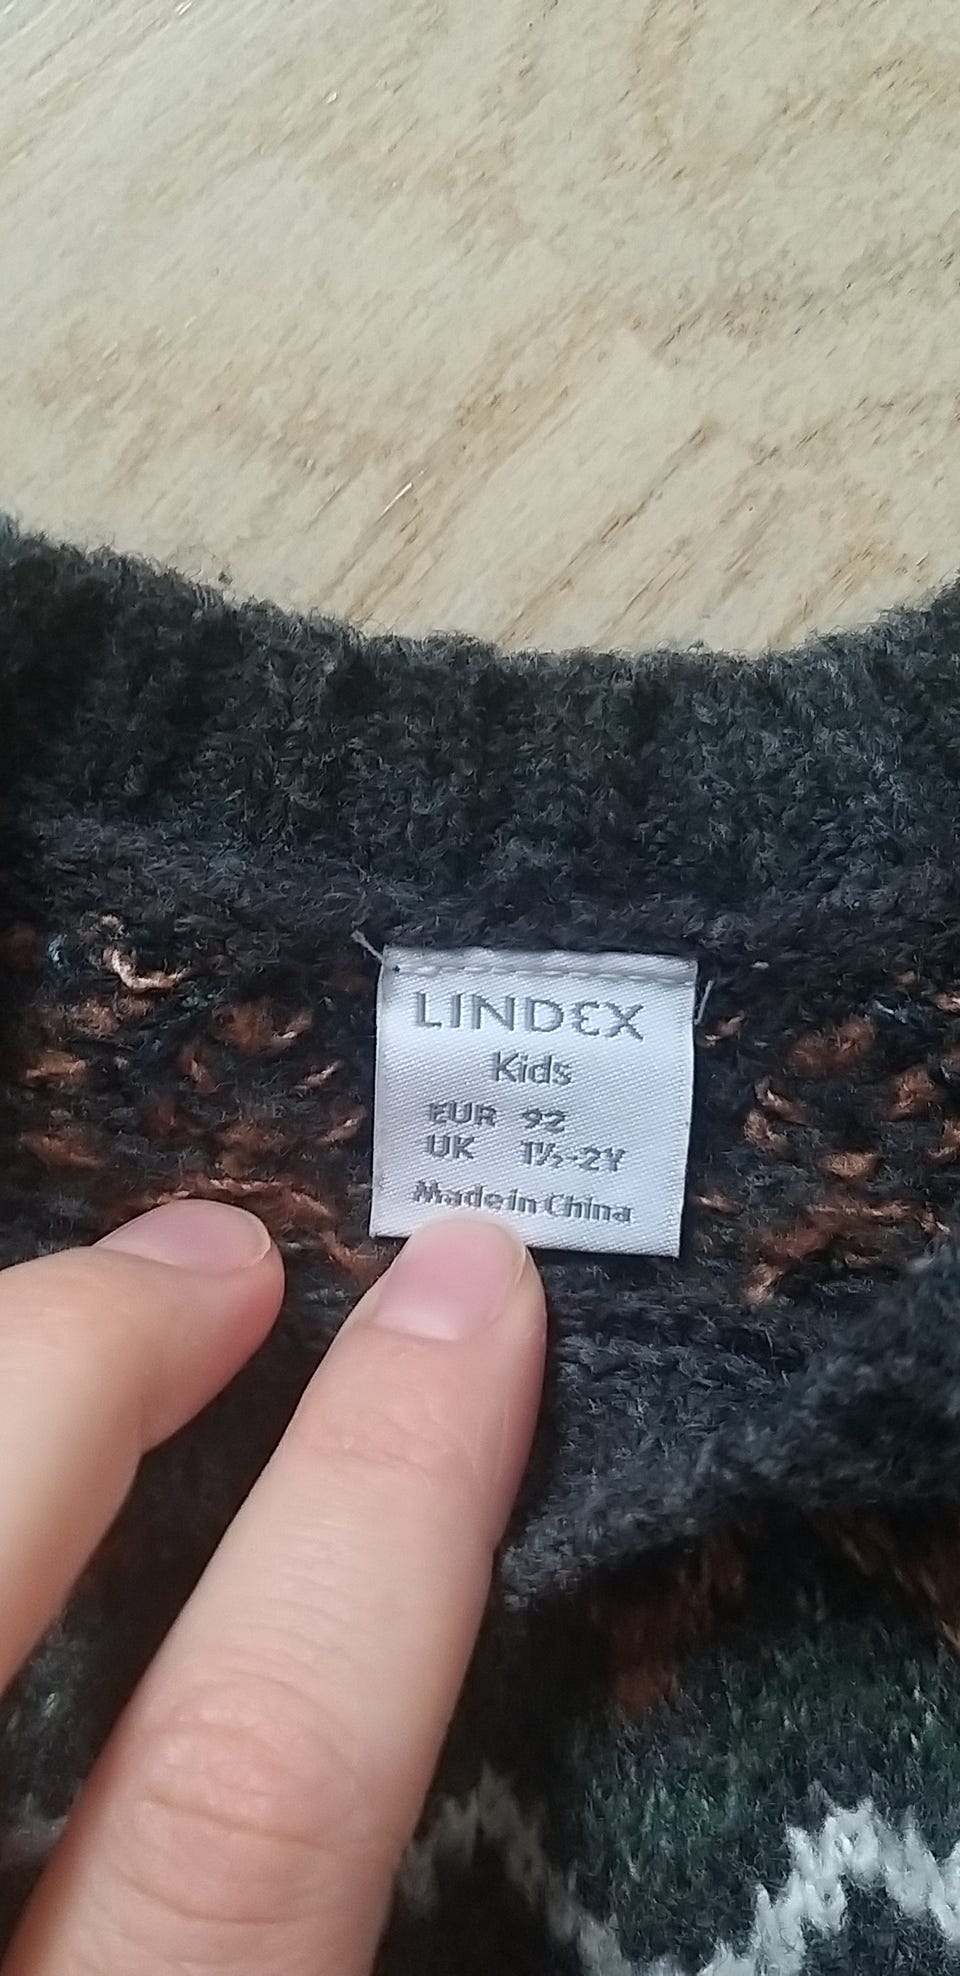 LINDEX
Kids
EUR 92
UK 1½-2Y
Made in China